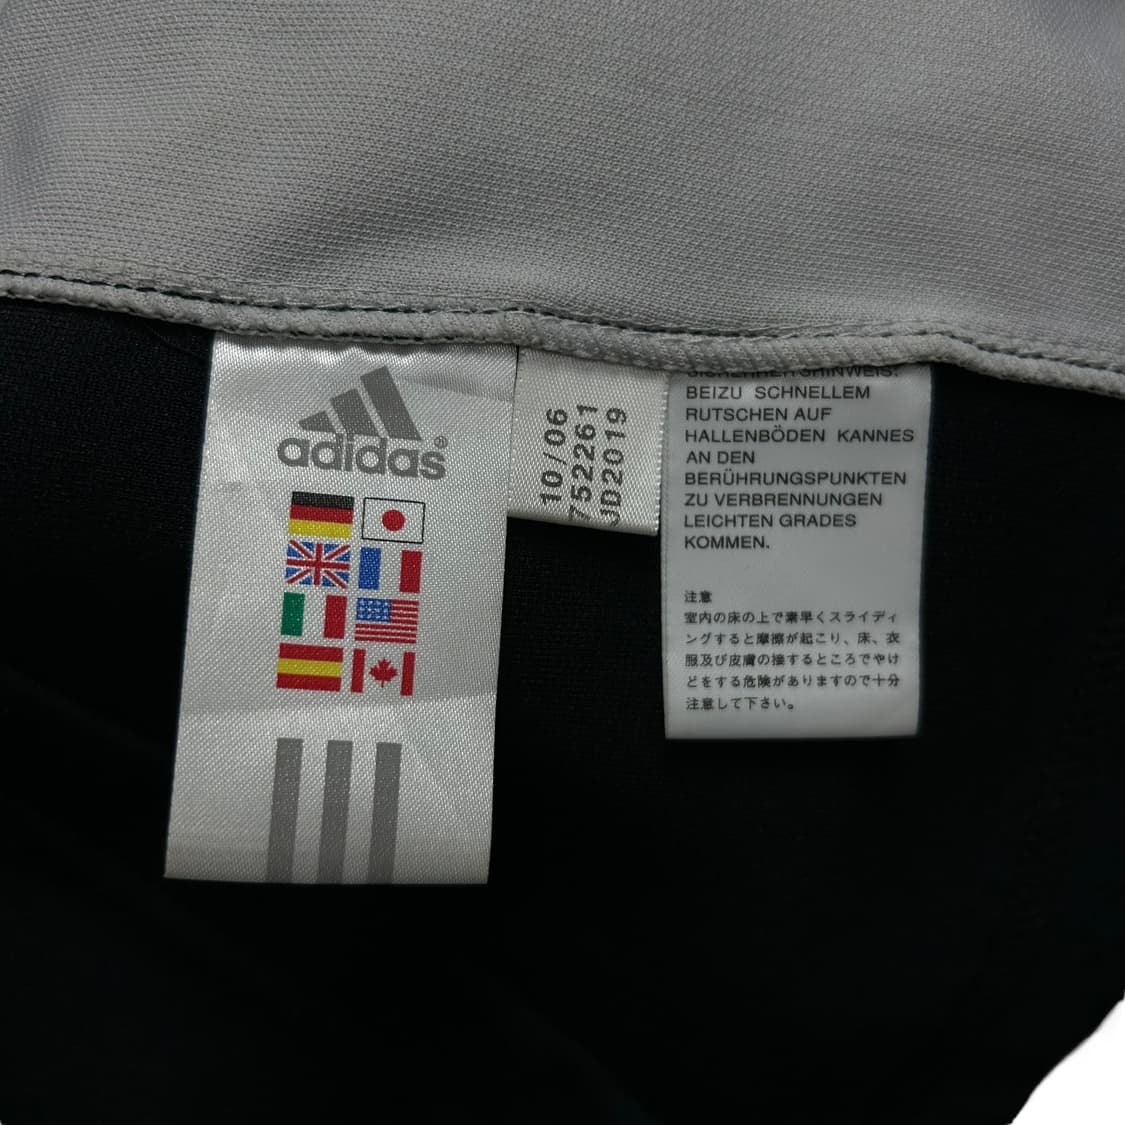 adidas®
10/06
752261
JD2019
SICHERHEITSHINWEIS:
BEIZU SCHNELLEM
RUTSCHEN AUF
HALLENBÖDEN KANNES
AN DEN
BERÜHRUNGSPUNKTEN
ZU VERBRENNUNGEN
LEICHTEN GRADES
KOMMEN.
注意
室内の床の上で素早くスライディ
ングすると摩擦が起こり、床、衣
服及び皮膚の接するところでやけ
どをする危険がありますので十分
注意して下さい。